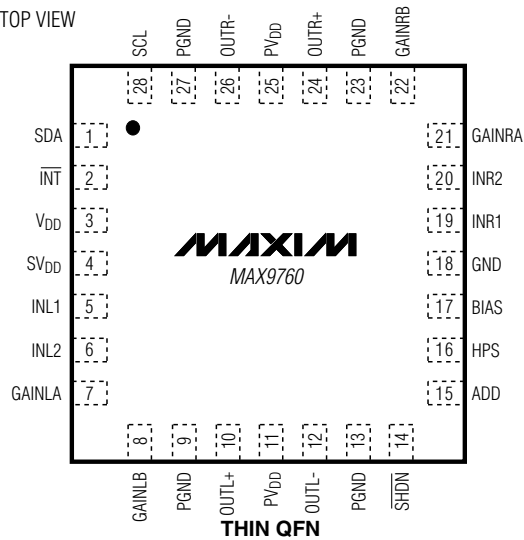 TOP VIEW
SCL PGND OUTR- PVDD OUTR+ PGND GAINRB
28 27 26 25 24 23 22
SDA 1 21 GAINRA
INT 2 20 INR2
VDD 3 19 INR1
SVDD 4 18 GND
INL1 5 17 BIAS
INL2 6 16 HPS
GAINLA 7 15 ADD
MAXIM
MAX9760
8 9 10 11 12 13 14
GAINLB PGND OUTL+ PVDD OUTL- PGND SHDN
THIN QFN